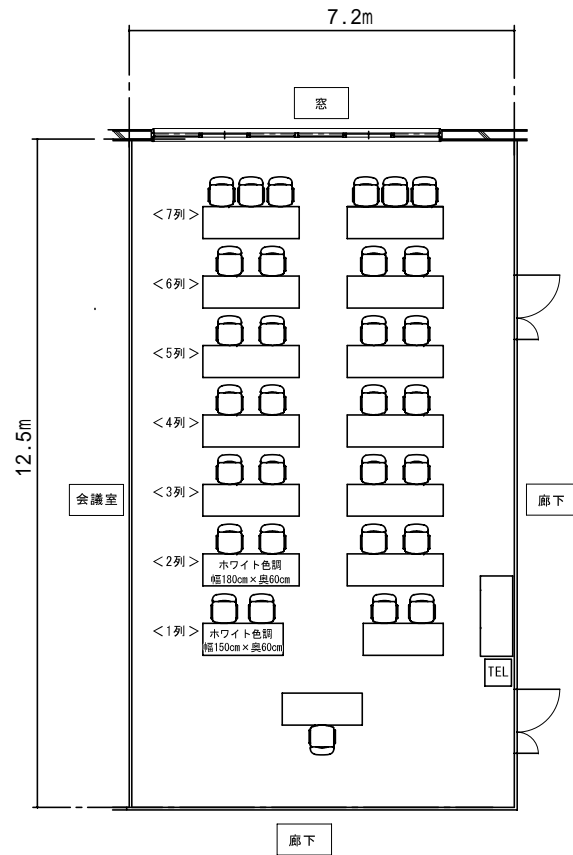 7.2m
窓
<7列>
<6列>
<5列>
12.5m
<4列>
会議室
<3列>
廊下
<2列>
ホワイト色調
幅180cm×奥60cm
<1列>
ホワイト色調
幅150cm×奥60cm
TEL
廊下